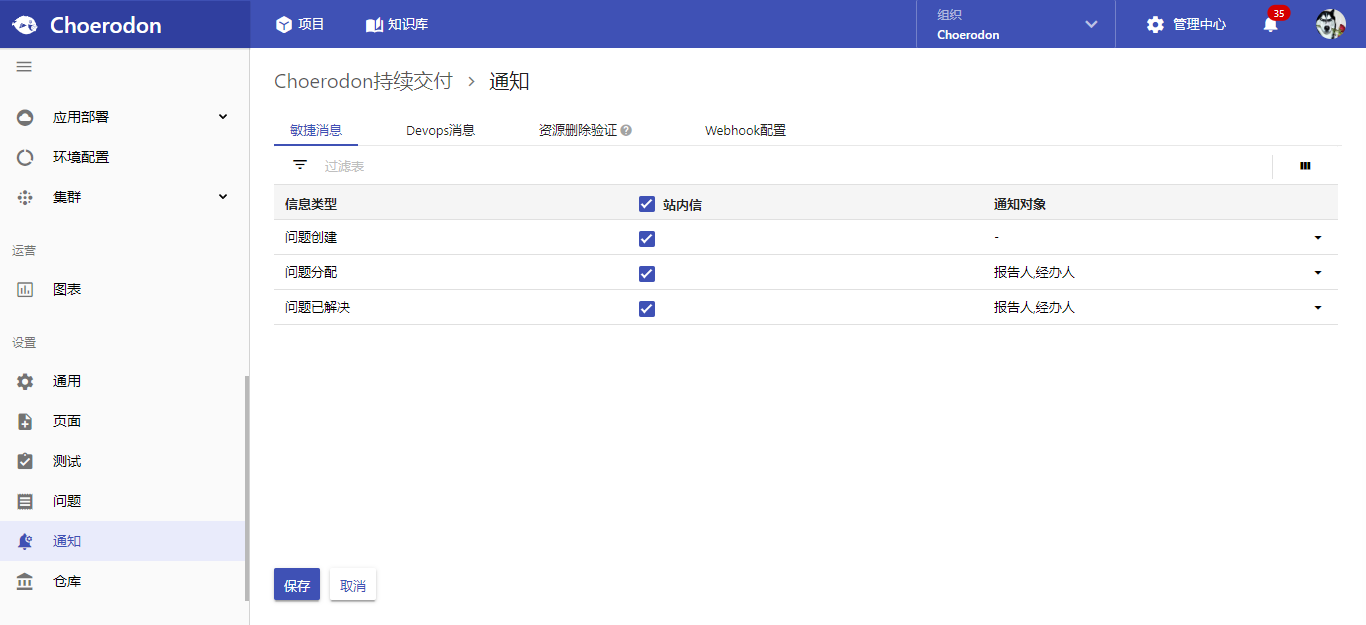 Choerodon
项目
知识库
组织
Choerodon
管理中心
35
应用部署
环境配置
集群
运营
图表
设置
通用
页面
测试
问题
通知
仓库
Choerodon持续交付 > 通知
敏捷消息 Devops消息 资源删除验证 Webhook配置
过滤表
信息类型 站内信 通知对象
问题创建 -
问题分配 报告人,经办人
问题已解决 报告人,经办人
保存 取消